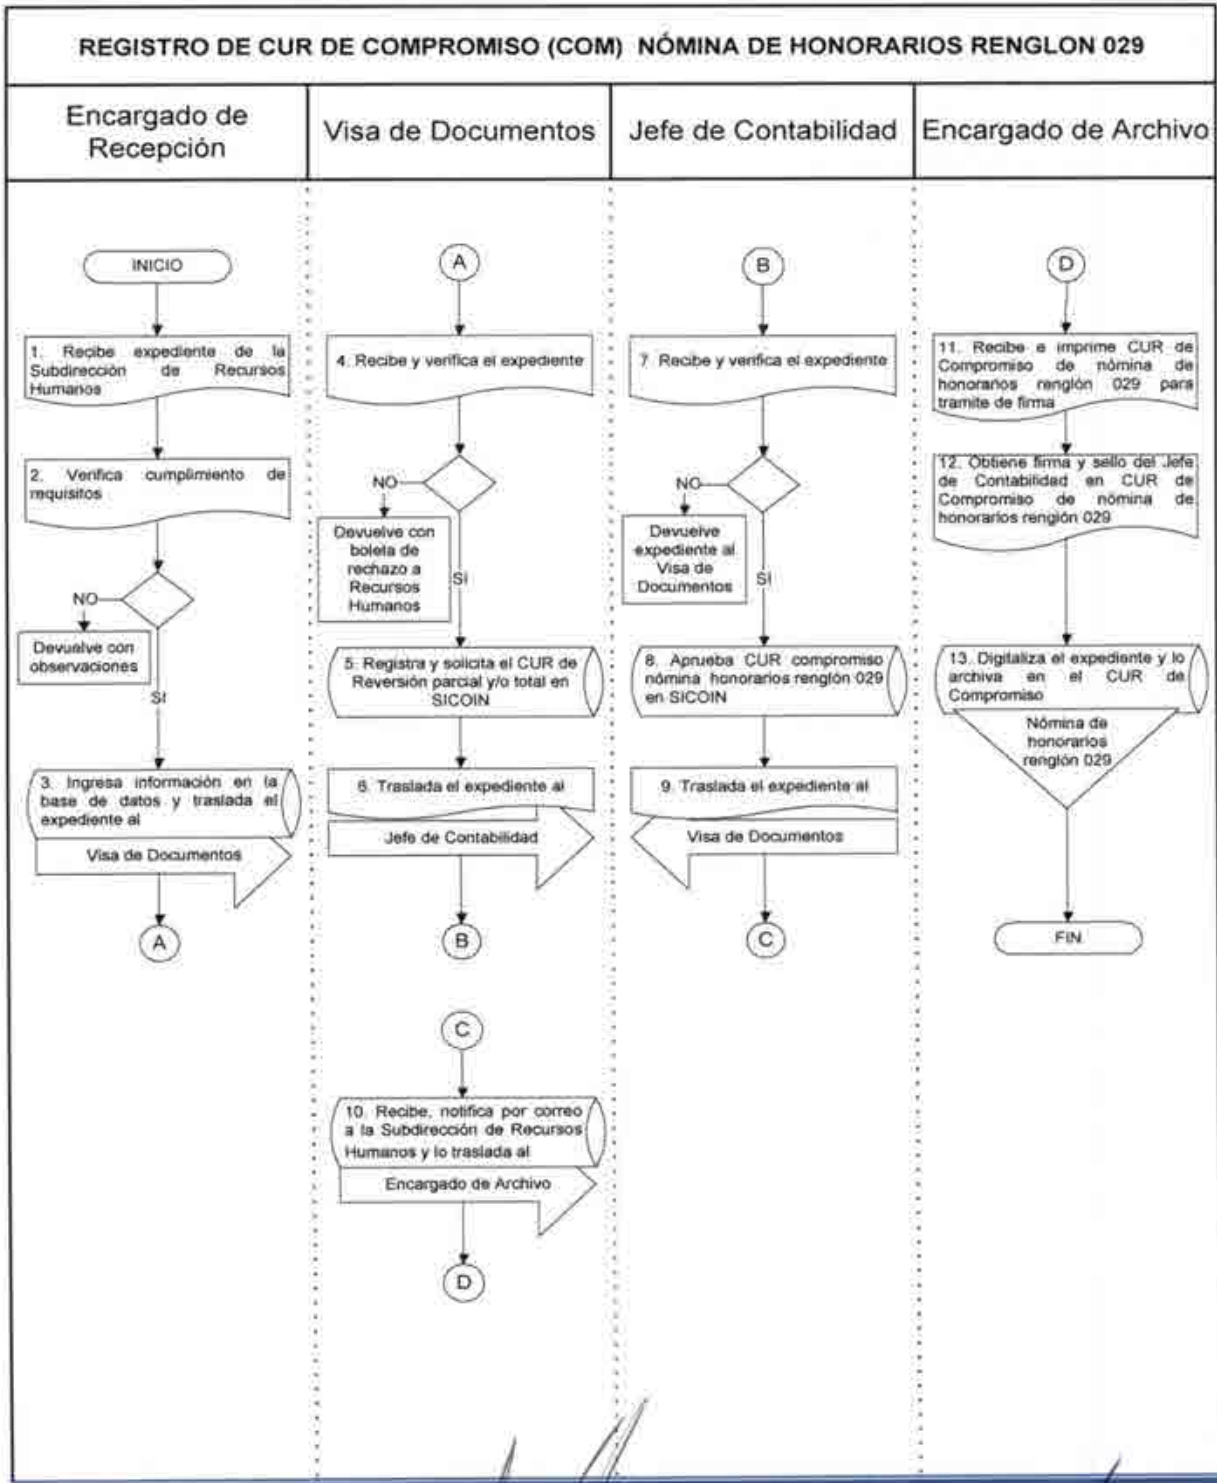 REGISTRO DE CUR DE COMPROMISO (COM) NÓMINA DE HONORARIOS RENGLON 029
Encargado de
Recepción
Visa de Documentos
Jefe de Contabilidad
Encargado de Archivo
INICIO
1. Recibe expediente de la
Subdirección de Recursos
Humanos
2. Verifica cumplimiento de
requisitos
NO
Devuelve con
observaciones
SI
3. Ingresa información en la
base de datos y traslada el
expediente al
Visa de Documentos
A
A
4. Recibe y verifica el expediente
NO
Devuelve con
boleta de
rechazo a
Recursos
Humanos
SI
5. Registra y solicita el CUR de
Reversión parcial y/o total en
SICOIN
6. Traslada el expediente al
Jefe de Contabilidad
B
C
10. Recibe, notifica por correo
a la Subdirección de Recursos
Humanos y lo traslada al
Encargado de Archivo
D
B
7. Recibe y verifica el expediente
NO
Devuelve
expediente al
Visa de
Documentos
SI
8. Aprueba CUR compromiso
nómina honorarios renglón 029
en SICOIN
9. Traslada el expediente al
Visa de Documentos
C
D
11. Recibe e imprime CUR de
Compromiso de nómina de
honorarios renglón 029 para
tramite de firma
12. Obtiene firma y sello del Jefe
de Contabilidad en CUR de
Compromiso de nómina de
honorarios renglón 029
13. Digitaliza el expediente y lo
archiva en el CUR de
Compromiso
Nómina de
honorarios
renglón 029
FIN